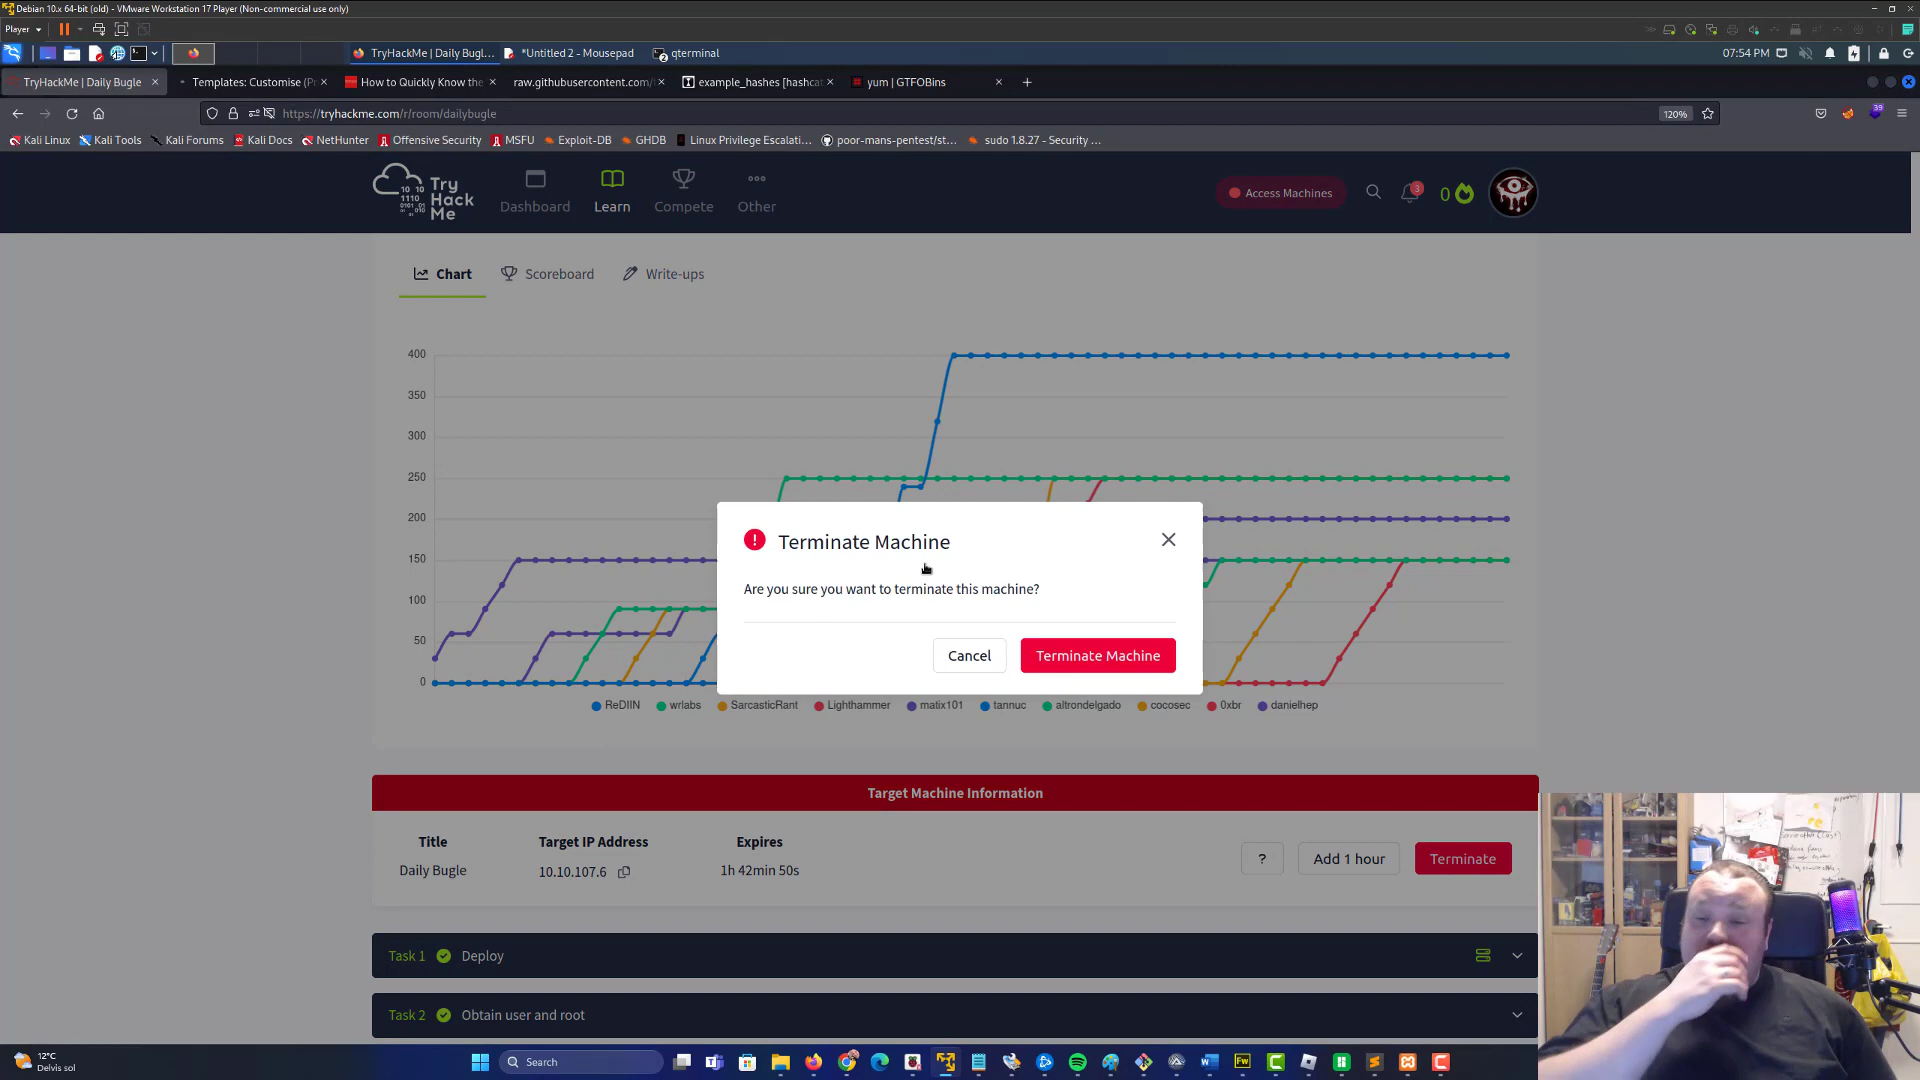 Debian 10.x 64-bit (old) - VMware Workstation 17 Player (Non-commercial use only)
Player
TryHackMe | Daily Bugle... *Untitled 2 - Mousepad qterminal 07:54 PM
TryHackMe | Daily Bugle Templates: Customise (Pr How to Quickly Know the raw.githubusercontent.com/ example_hashes [hashcat yum | GTFOBins
https://tryhackme.com/r/room/dailybugle 120% 39
Kali Linux Kali Tools Kali Forums Kali Docs NetHunter Offensive Security MSFU Exploit-DB GHDB Linux Privilege Escalati... poor-mans-pentest/st... sudo 1.8.27 - Security ...
Try Hack Me
Dashboard Learn Compete Other Access Machines 3 0
Chart Scoreboard Write-ups
400
350
300
250
200
150
100
50
0
Terminate Machine
Are you sure you want to terminate this machine?
Cancel Terminate Machine
ReDIIN wrlabs SarcasticRant Lighthammer matix101 tannuc altrondelgado cocosec 0xbr danielhep
Target Machine Information
Title Target IP Address Expires
Daily Bugle 10.10.107.6 1h 42min 50s
? Add 1 hour Terminate
Task 1 Deploy
Task 2 Obtain user and root
12°C
Delvis sol
Search